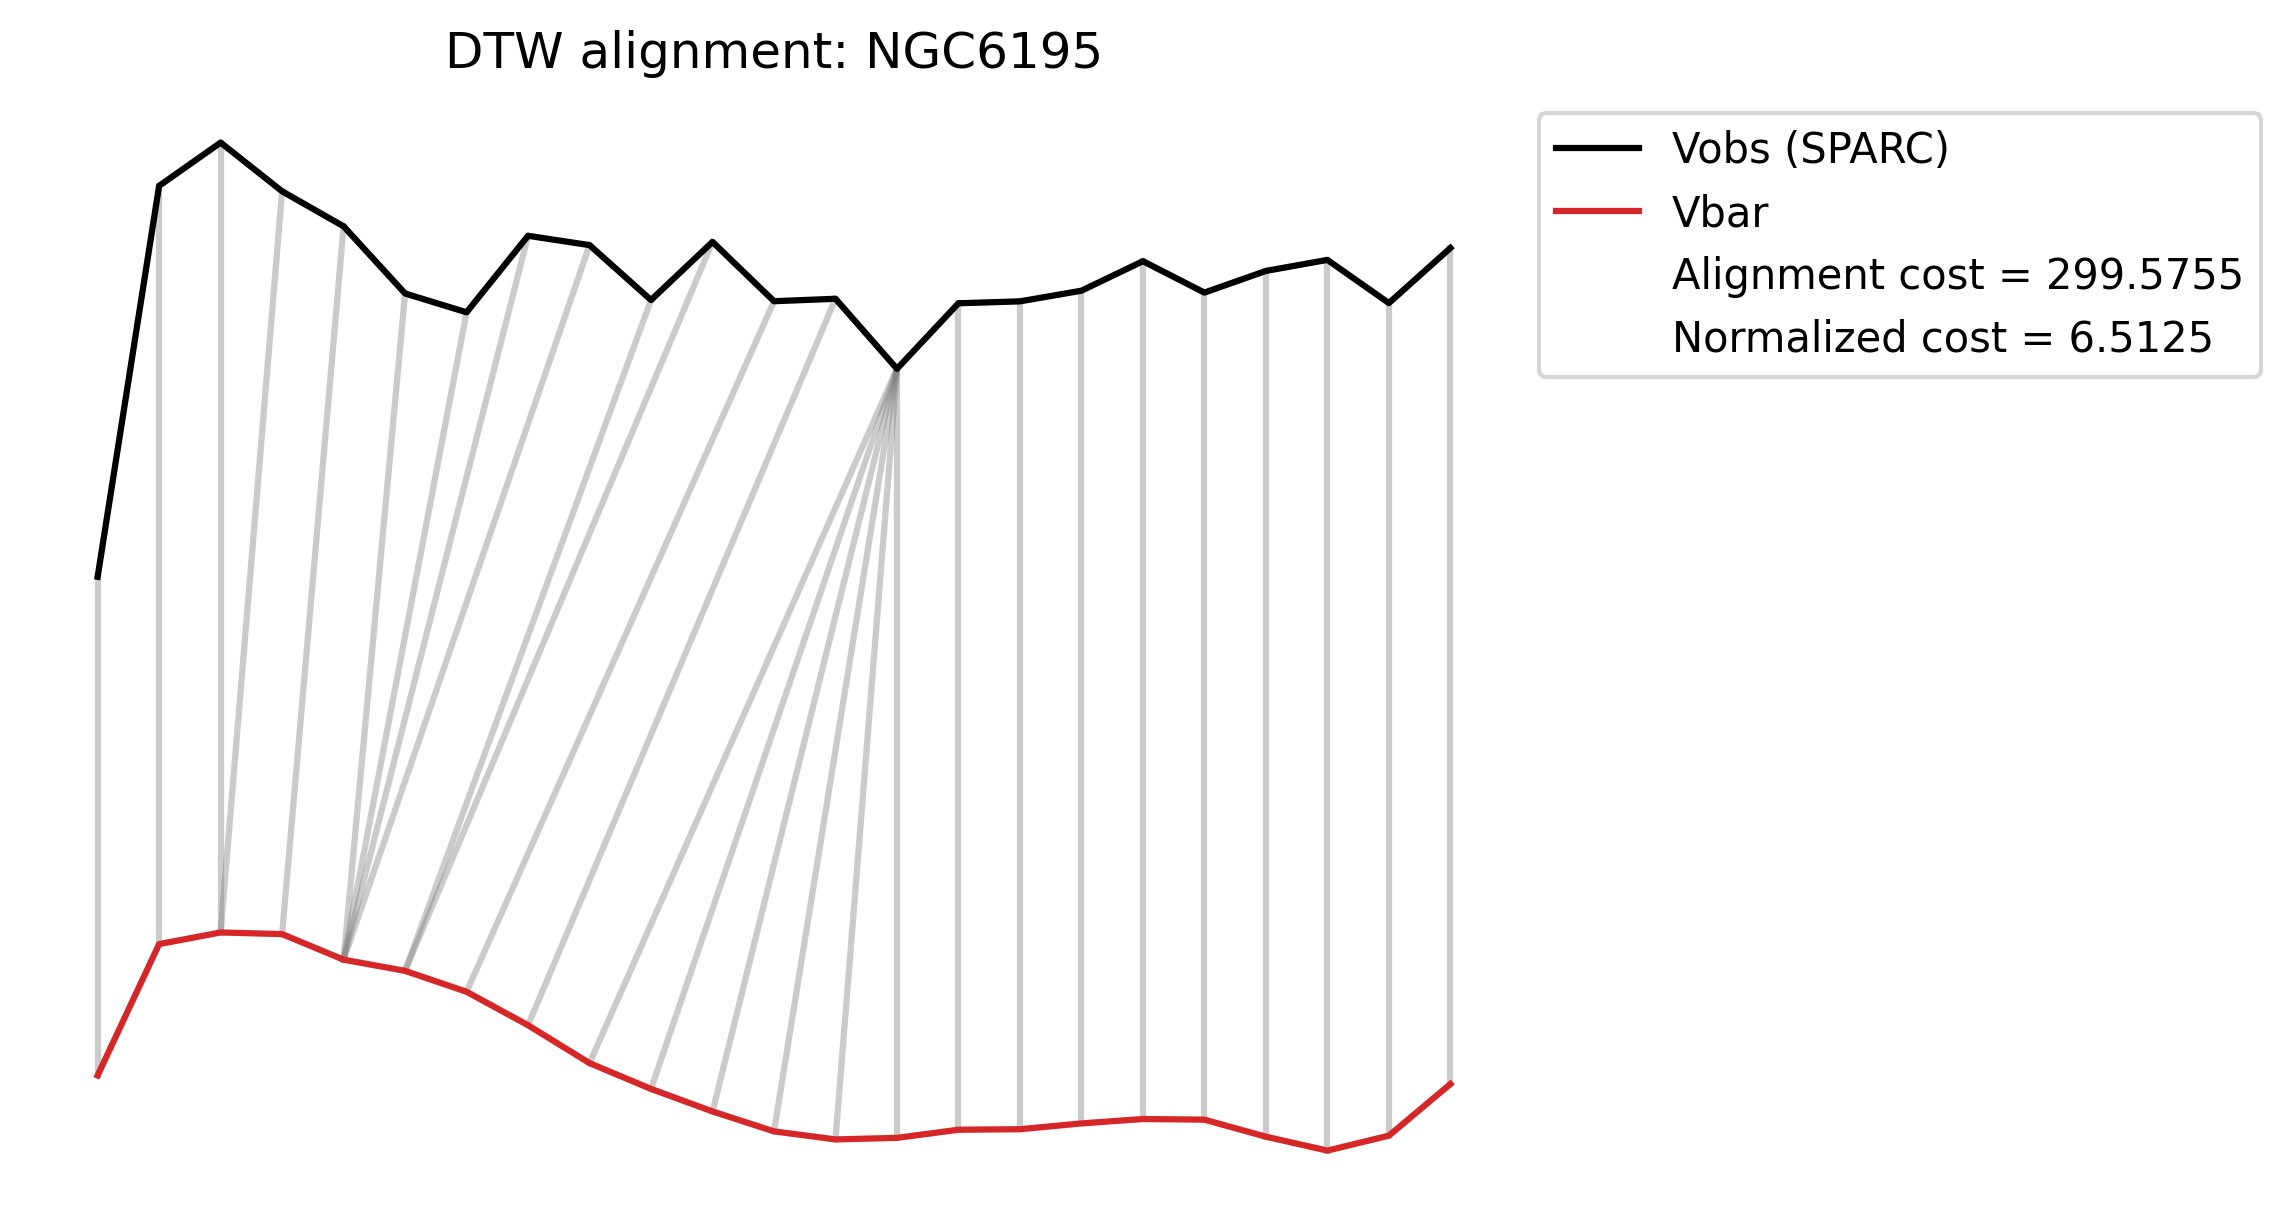 DTW alignment: NGC6195
Vobs (SPARC)
Vbar
Alignment cost = 299.5755
Normalized cost = 6.5125